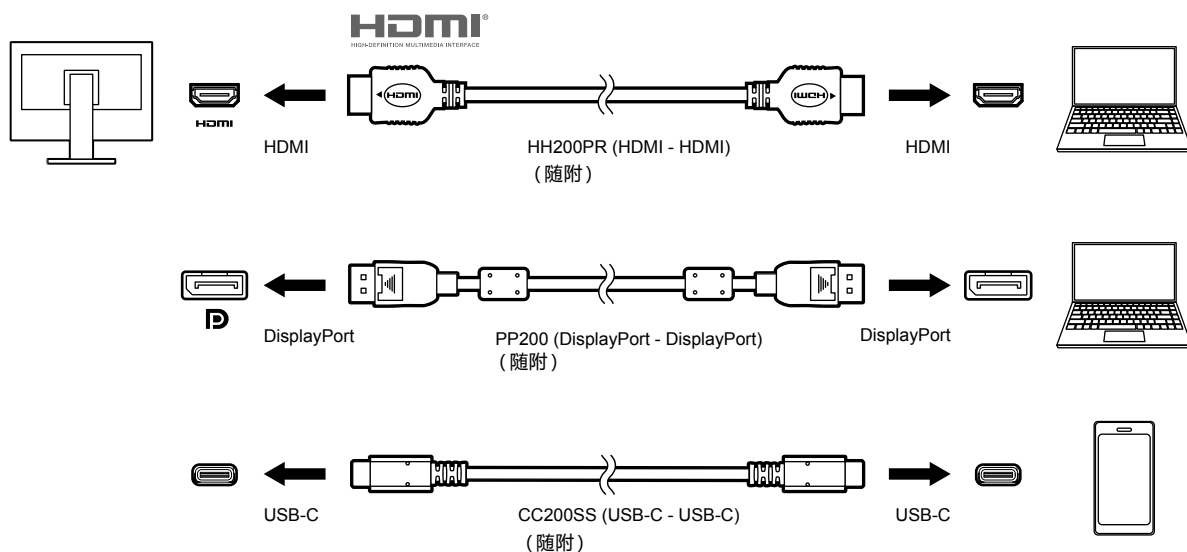 HDMI®
HIGH-DEFINITION MULTIMEDIA INTERFACE
HDMI
HDMI
HDMI
HDMI
HH200PR (HDMI - HDMI)
HDMI
(随附)
DisplayPort
PP200 (DisplayPort - DisplayPort)
DisplayPort
(随附)
USB-C
CC200SS (USB-C - USB-C)
USB-C
(随附)